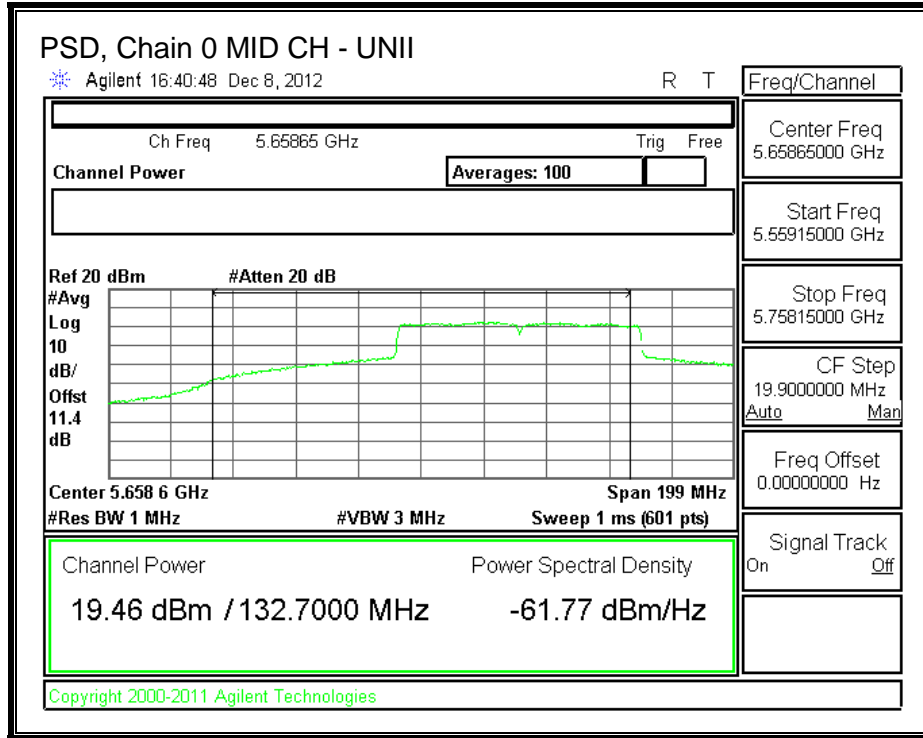 PSD, Chain 0 MID CH - UNII
Agilent 16:40:48 Dec 8, 2012 R T
Freq/Channel
Ch Freq 5.65865 GHz Trig Free
Channel Power Averages: 100
Center Freq
5.65865000 GHz
Start Freq
5.55915000 GHz
Stop Freq
5.75815000 GHz
CF Step
19.9000000 MHz
Auto Man
Freq Offset
0.00000000 Hz
Signal Track
On Off
Ref 20 dBm #Atten 20 dB
#Avg
Log
10
dB/
Offst
11.4
dB
Center 5.658 6 GHz Span 199 MHz
#Res BW 1 MHz #VBW 3 MHz Sweep 1 ms (601 pts)
Channel Power Power Spectral Density
19.46 dBm / 132.7000 MHz -61.77 dBm/Hz
Copyright 2000-2011 Agilent Technologies